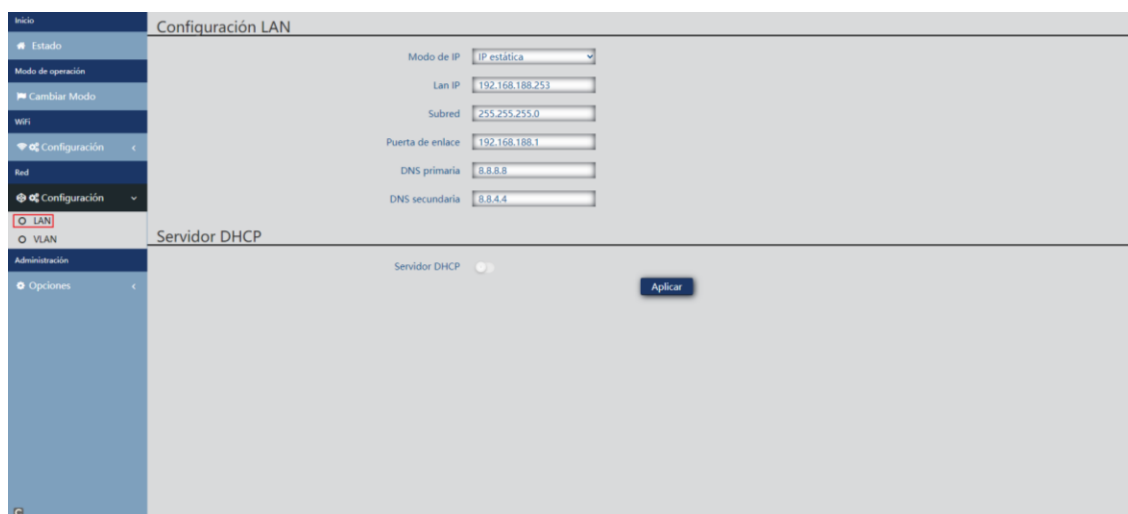 Inicio
Estado
Modo de operación
Cambiar Modo
WiFi
Configuración
Red
Configuración
LAN
VLAN
Administración
Opciones
Configuración LAN
Modo de IP IP estática
Lan IP 192.168.188.253
Subred 255.255.255.0
Puerta de enlace 192.168.188.1
DNS primaria 8.8.8.8
DNS secundaria 8.8.4.4
Servidor DHCP
Servidor DHCP
Aplicar